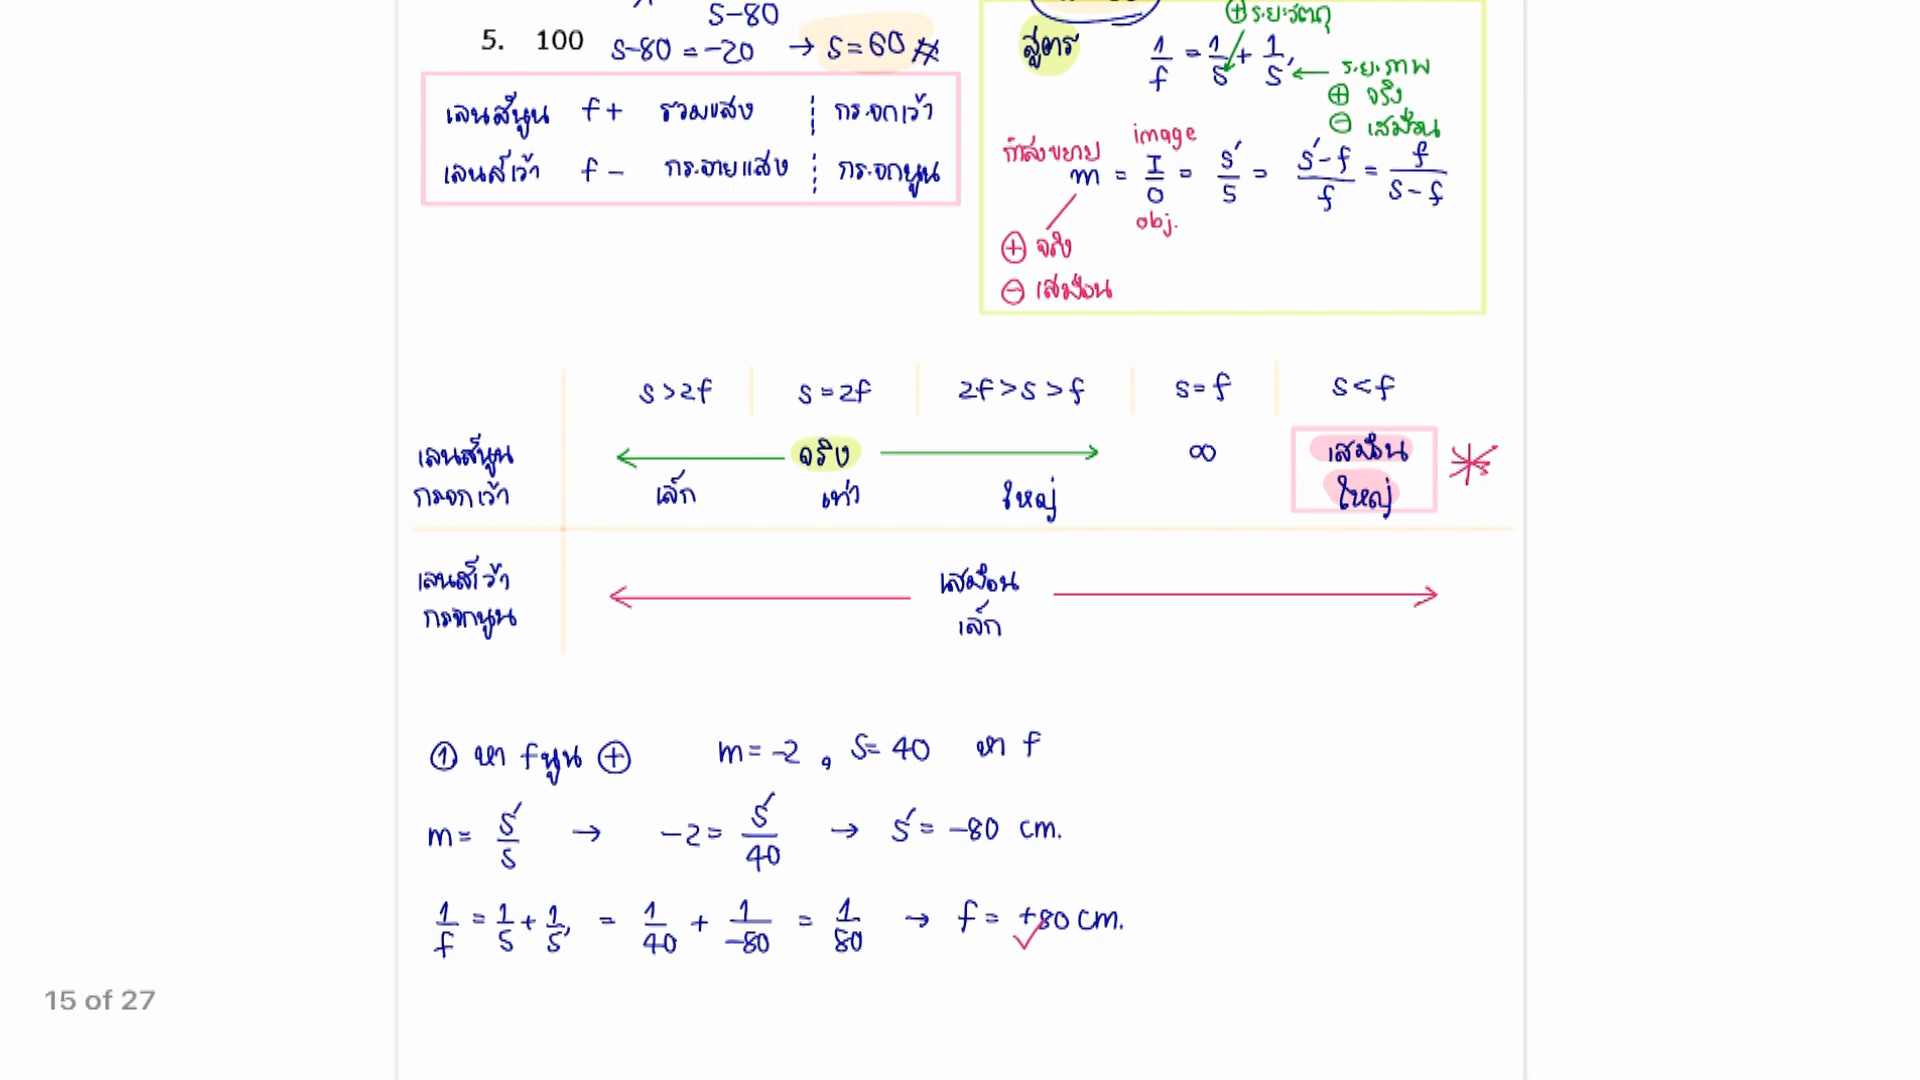 S-80
5. 100 S-80 = -20 → S = 60 #
เลนส์นูน f+ รวมแสง กระจกเว้า
เลนส์เว้า f- กระจายแสง กระจกนูน
⊕ ระยะวัตถุ
สูตร 1/f = 1/S + 1/S'
← ระยะภาพ
⊕ จริง
⊖ เสมือน
image
กำลังขยาย
m = I/O = S'/S = S'-f/f = f/S-f
obj.
⊕ จริง
⊖ เสมือน
S>2f S=2f 2f>S>f S=f S<f
เลนส์นูน จริง ∞ เสมือน
กระจกเว้า เล็ก เท่า ใหญ่ ใหญ่
เลนส์เว้า เสมือน
กระจกนูน เล็ก
① หา f นูน ⊕ m = -2 , S = 40 หา f
m = S'/S → -2 = S'/40 → S' = -80 cm.
1/f = 1/S + 1/S' = 1/40 + 1/-80 = 1/80 → f = +80 cm.
15 of 27